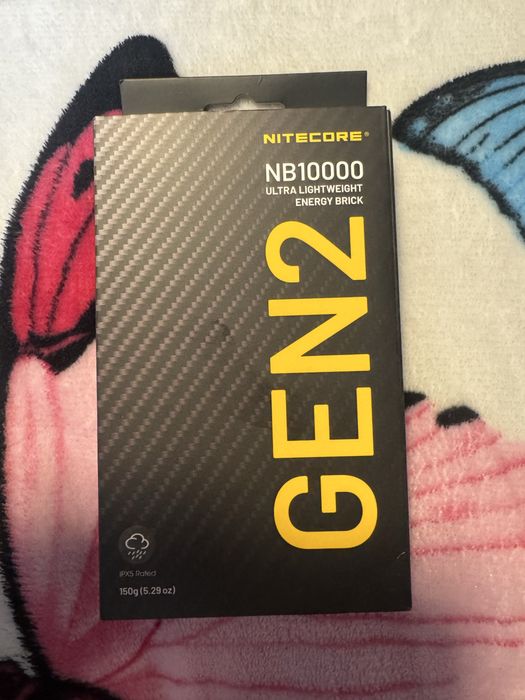 NITECORE®
NB10000
ULTRA LIGHTWEIGHT
ENERGY BRICK
GEN2
IPX5 Rated
150g (5.29 oz)